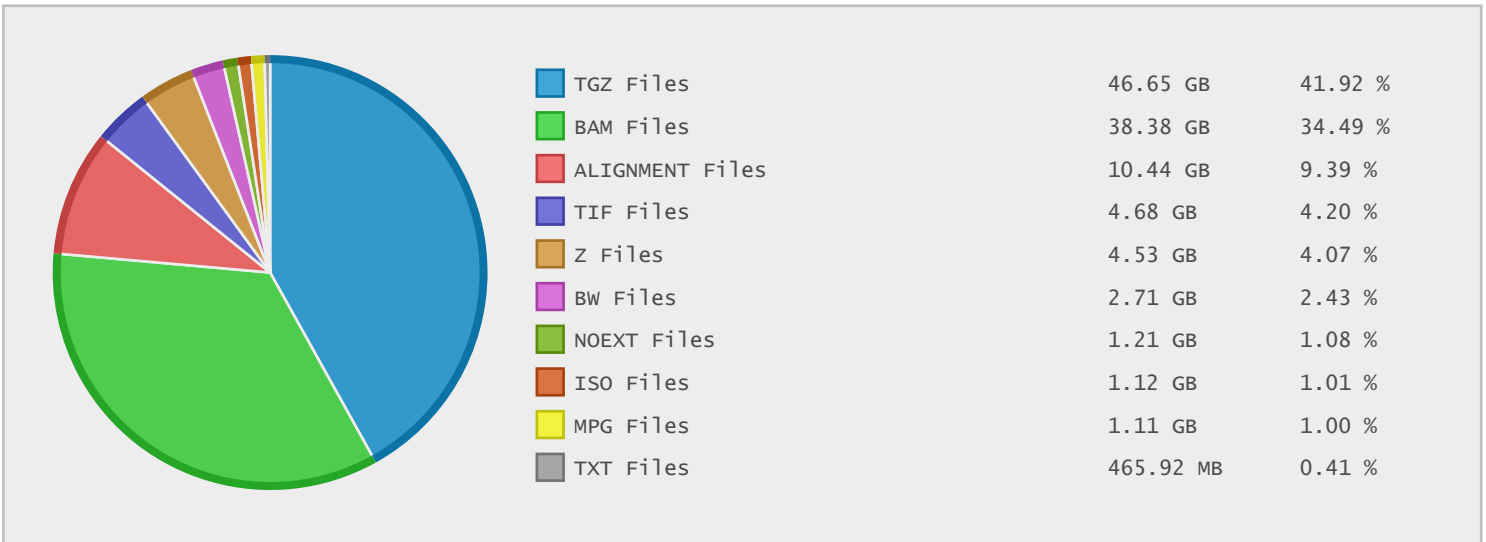 TGZ Files 46.65 GB 41.92 %
BAM Files 38.38 GB 34.49 %
ALIGNMENT Files 10.44 GB 9.39 %
TIF Files 4.68 GB 4.20 %
Z Files 4.53 GB 4.07 %
BW Files 2.71 GB 2.43 %
NOEXT Files 1.21 GB 1.08 %
ISO Files 1.12 GB 1.01 %
MPG Files 1.11 GB 1.00 %
TXT Files 465.92 MB 0.41 %